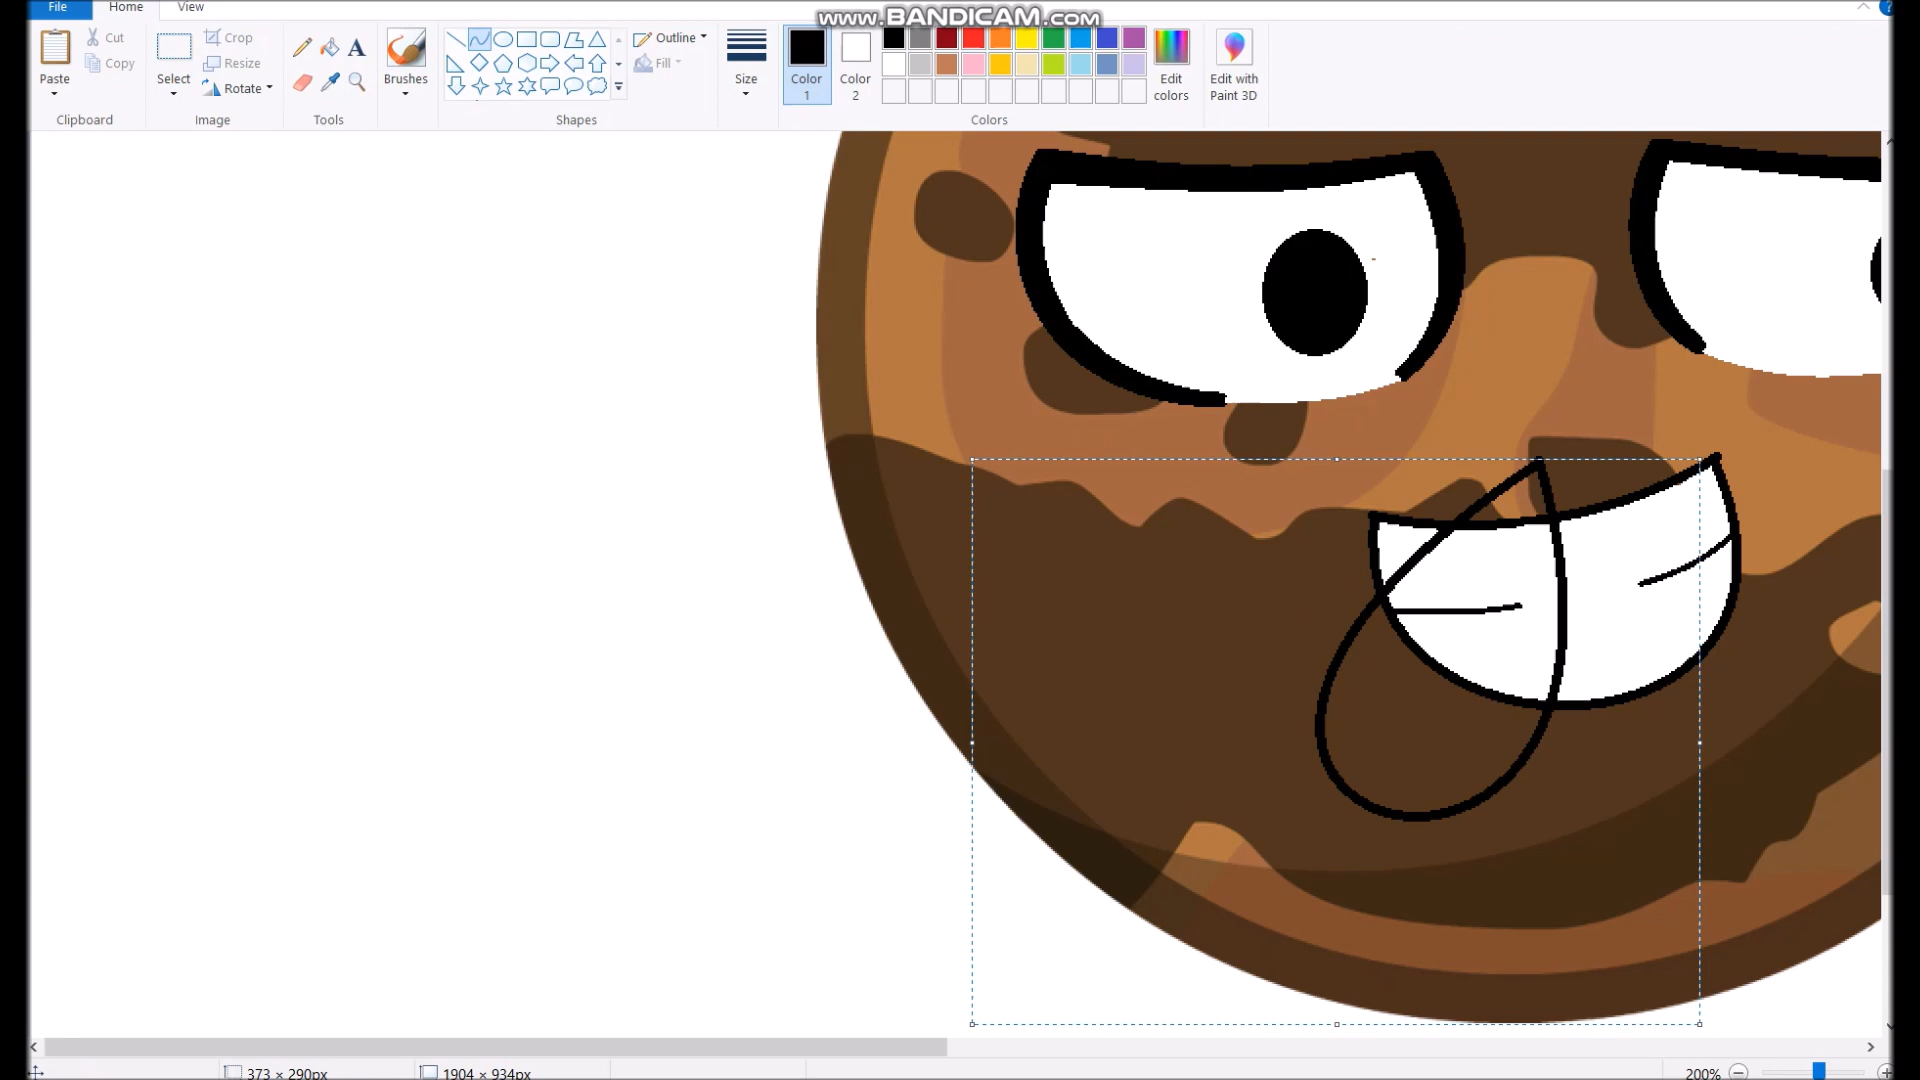 File Home View
www.BANDICAM.com
Paste
Cut
Copy
Clipboard
Select
Crop
Resize
Rotate
Image
A
Tools
Brushes
Outline
Fill
Shapes
Size
Color 1
Color 2
Edit colors
Colors
Edit with Paint 3D
373 × 290px
1904 × 934px
200%